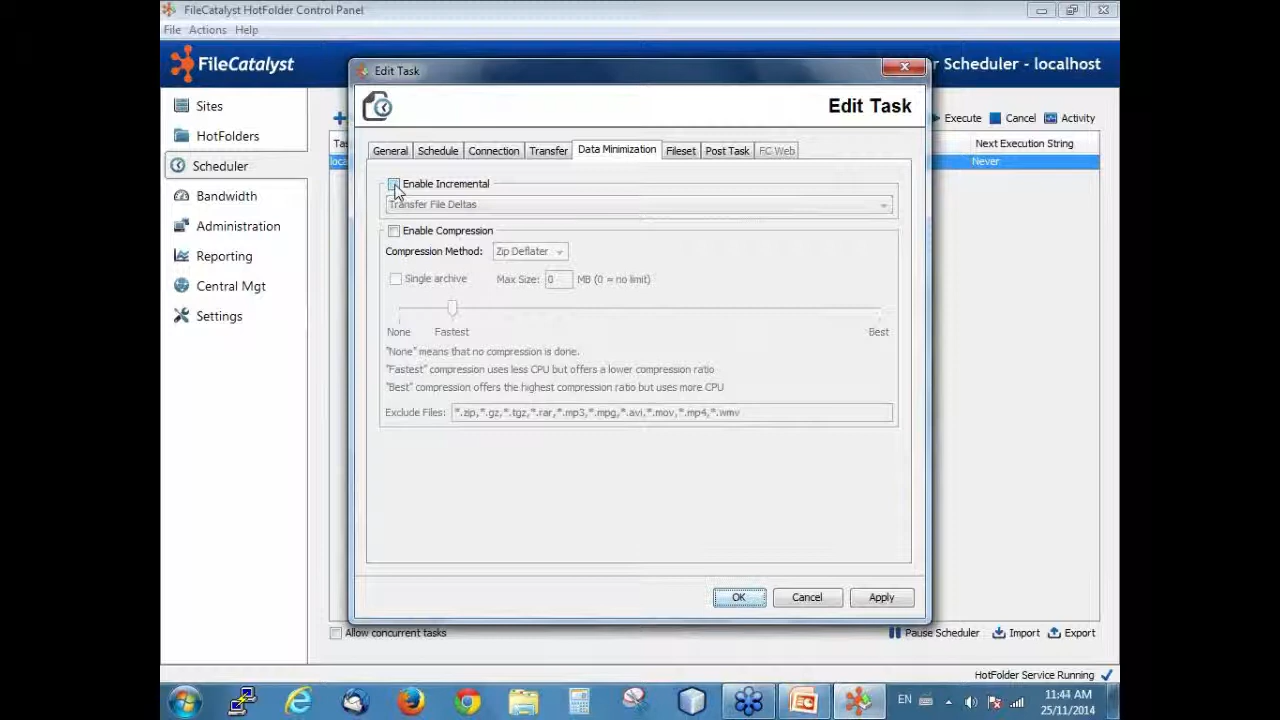 FileCatalyst HotFolder Control Panel
File Actions Help
FileCatalyst
r Scheduler - localhost
Edit Task
Edit Task
Sites
HotFolders
Scheduler
Bandwidth
Administration
Reporting
Central Mgt
Settings
Execute Cancel Activity
Tas
Next Execution String
loca
Never
General Schedule Connection Transfer Data Minimization Fileset Post Task FC Web
Enable Incremental
Transfer File Deltas
Enable Compression
Compression Method: Zip Deflater
Single archive Max Size: 0 MB (0 = no limit)
None Fastest Best
"None" means that no compression is done.
"Fastest" compression uses less CPU but offers a lower compression ratio
"Best" compression offers the highest compression ratio but uses more CPU
Exclude Files: *.zip,*.gz,*.tgz,*.rar,*.mp3,*.mpg,*.avi,*.mov,*.mp4,*.wmv
OK Cancel Apply
Allow concurrent tasks
Pause Scheduler Import Export
HotFolder Service Running
EN
11:44 AM
25/11/2014